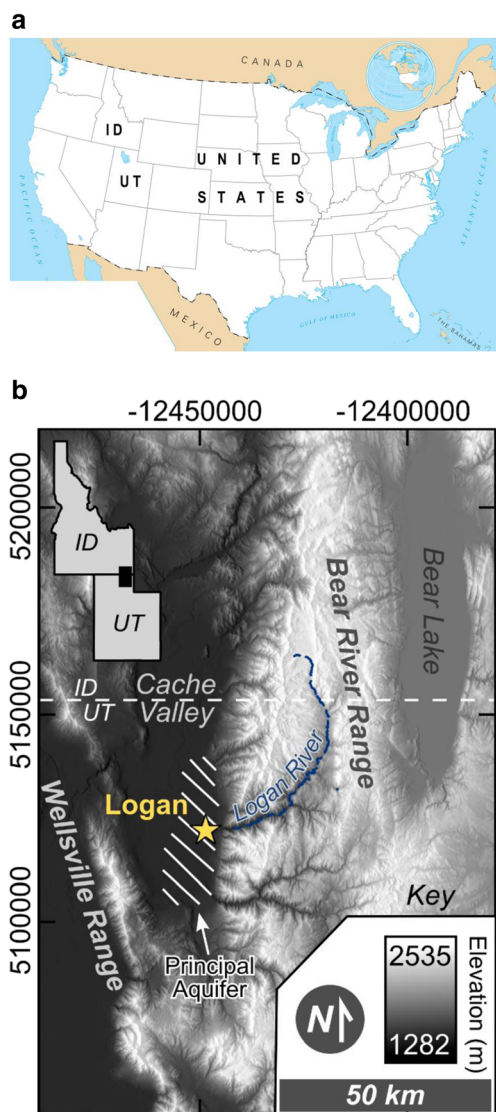 a
CANADA
ID
UNITED
UT
STATES
PACIFIC OCEAN
ATLANTIC OCEAN
MEXICO
GULF OF MEXICO
THE BAHAMAS
b
-12450000 -12400000
5200000
5150000
5100000
ID
UT
ID
UT
Cache
Valley
Bear River Range
Bear Lake
Logan River
Logan
Wellsville Range
Principal
Aquifer
Key
N
2535
1282
Elevation (m)
50 km